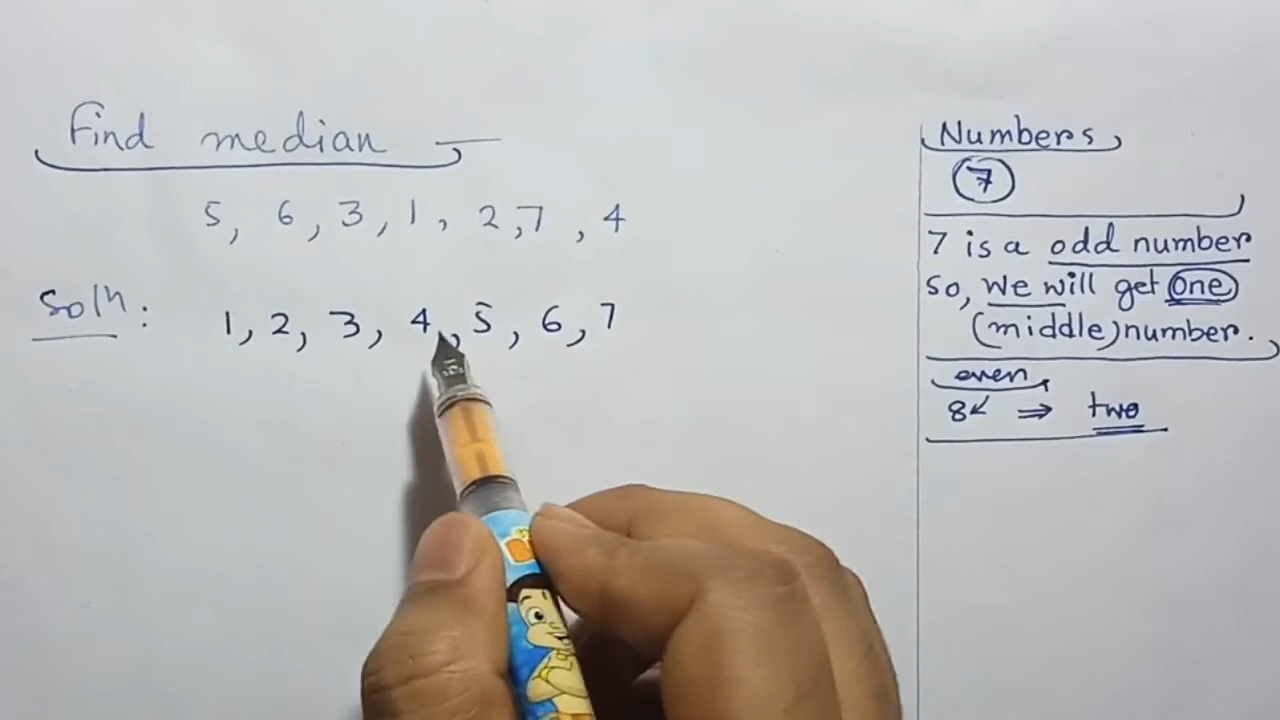 Find median —
5, 6, 3, 1, 2, 7, 4
Soln: 1, 2, 3, 4, 5, 6, 7
Numbers
7
7 is a odd number
So, we will get one
(middle) number.
even
8 ⇒ two